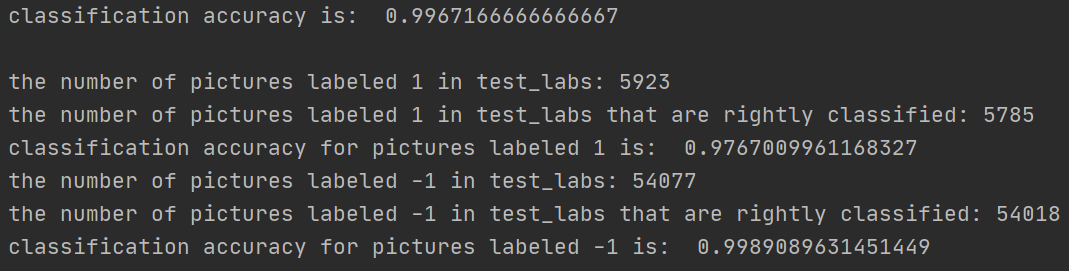 classification accuracy is:  0.9967166666666667
the number of pictures labeled 1 in test_labs: 5923
the number of pictures labeled 1 in test_labs that are rightly classified: 5785
classification accuracy for pictures labeled 1 is:  0.9767009961168327
the number of pictures labeled -1 in test_labs: 54077
the number of pictures labeled -1 in test_labs that are rightly classified: 54018
classification accuracy for pictures labeled -1 is:  0.9989089631451449